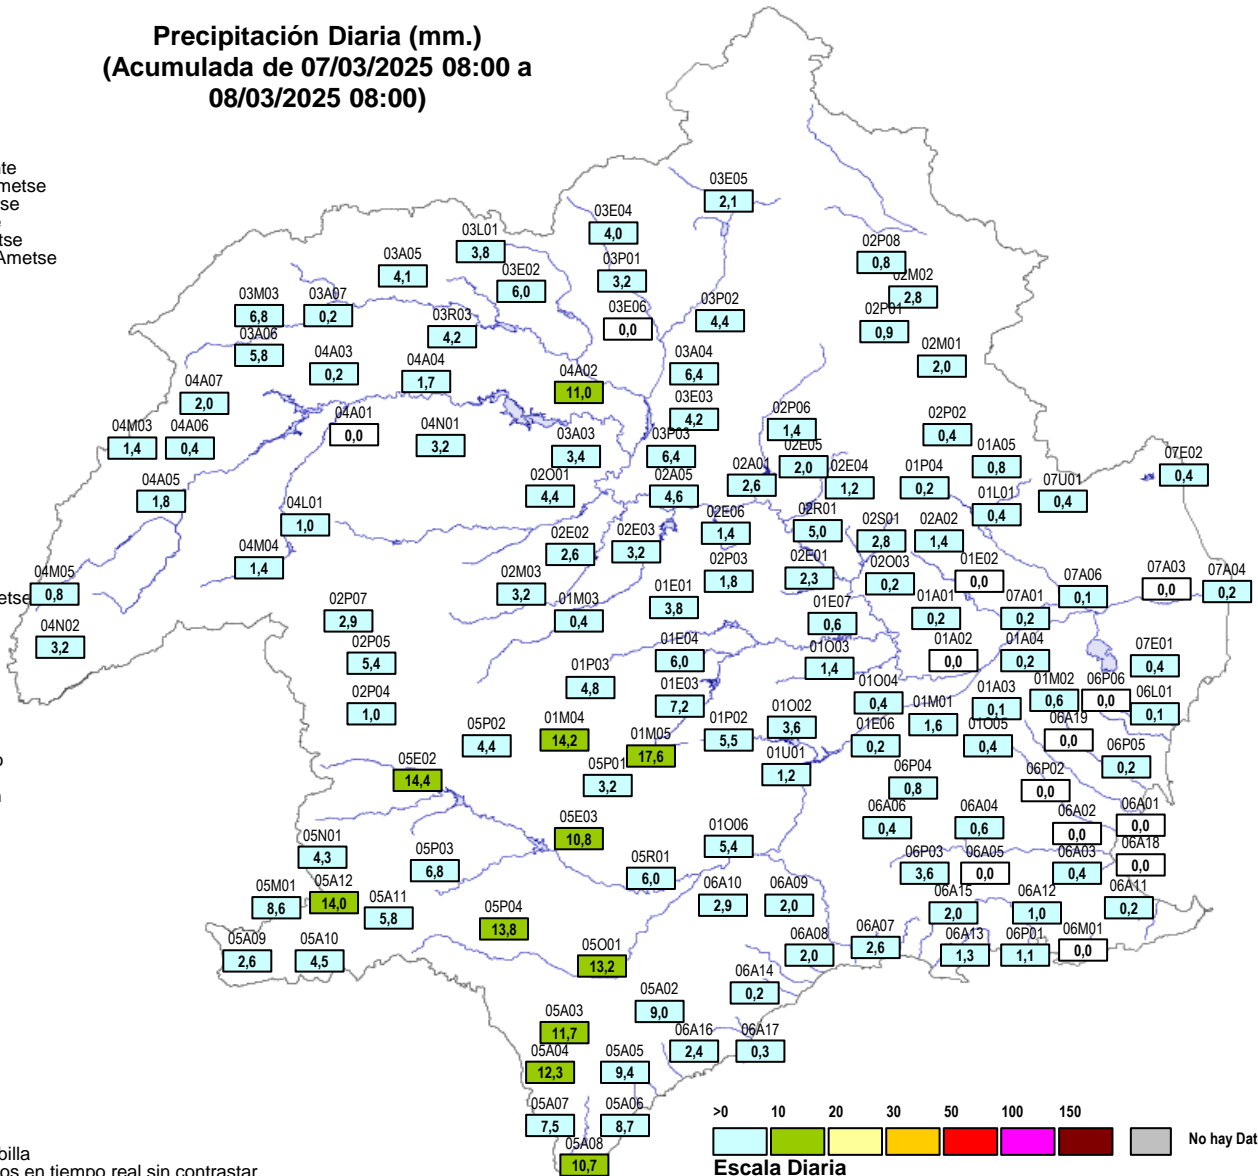 Precipitación Diaria (mm.)
(Acumulada de 07/03/2025 08:00 a
08/03/2025 08:00)
03E05
2,1
03E04
4,0
03L01
3,8
03A05
4,1
03P01
3,2
03E02
6,0
02P08
0,8
02M02
2,8
03M03
6,8
03A07
0,2
03E06
0,0
03P02
4,4
02P01
0,9
03R03
4,2
03A06
5,8
02M01
2,0
04A03
0,2
04A04
1,7
03A04
6,4
04A02
11,0
04A07
2,0
03E03
4,2
02P06
1,4
02P02
0,4
04M03
1,4
04A06
0,4
04A01
0,0
04N01
3,2
03A03
3,4
03P03
6,4
02E05
2,0
01A05
0,8
07E02
0,4
04A05
1,8
02O01
4,4
02A05
4,6
02A01
2,6
02E04
1,2
01P04
0,2
07U01
0,4
01L01
0,4
04L01
1,0
02E06
1,4
02R01
5,0
02S01
2,8
02A02
1,4
02E02
2,6
02E03
3,2
04M04
1,4
02P03
1,8
02E01
2,3
02O03
0,2
01E02
0,0
07A03
0,0
07A04
0,2
04M05
0,8
02M03
3,2
07A06
0,1
01M03
0,4
01E01
3,8
01E07
0,6
01A01
0,2
07A01
0,2
02P07
2,9
04N02
3,2
02P05
5,4
01E04
6,0
01O03
1,4
01A02
0,0
01A04
0,2
07E01
0,4
01P03
4,8
01E03
7,2
01O04
0,4
01A03
0,1
01M02
0,6
06P06
0,0
06L01
0,1
02P04
1,0
01M01
1,6
05P02
4,4
01M04
14,2
01M05
17,6
01P02
5,5
01O02
3,6
01E06
0,2
01O05
0,4
06A19
0,0
06P05
0,2
05E02
14,4
05P01
3,2
01U01
1,2
06P04
0,8
06P02
0,0
05E03
10,8
01O06
5,4
06A06
0,4
06A04
0,6
06A02
0,0
06A01
0,0
05N01
4,3
05P03
6,8
05R01
6,0
06P03
3,6
06A05
0,0
06A03
0,4
06A18
0,0
05M01
8,6
05A12
14,0
05A11
5,8
06A10
2,9
06A09
2,0
06A15
2,0
06A12
1,0
06A11
0,2
05P04
13,8
05A09
2,6
05A10
4,5
05O01
13,2
06A08
2,0
06A07
2,6
06A13
1,3
06P01
1,1
06M01
0,0
06A14
0,2
05A02
9,0
05A03
11,7
06A16
2,4
06A17
0,3
05A04
12,3
05A05
9,4
05A07
7,5
05A06
8,7
05A08
10,7
>0 10 20 30 50 100 150
No hay Dat
Escala Diaria
nte
metse
tse
e
tse
Ametse
etse
o
billa
os en tiempo real sin contrastar